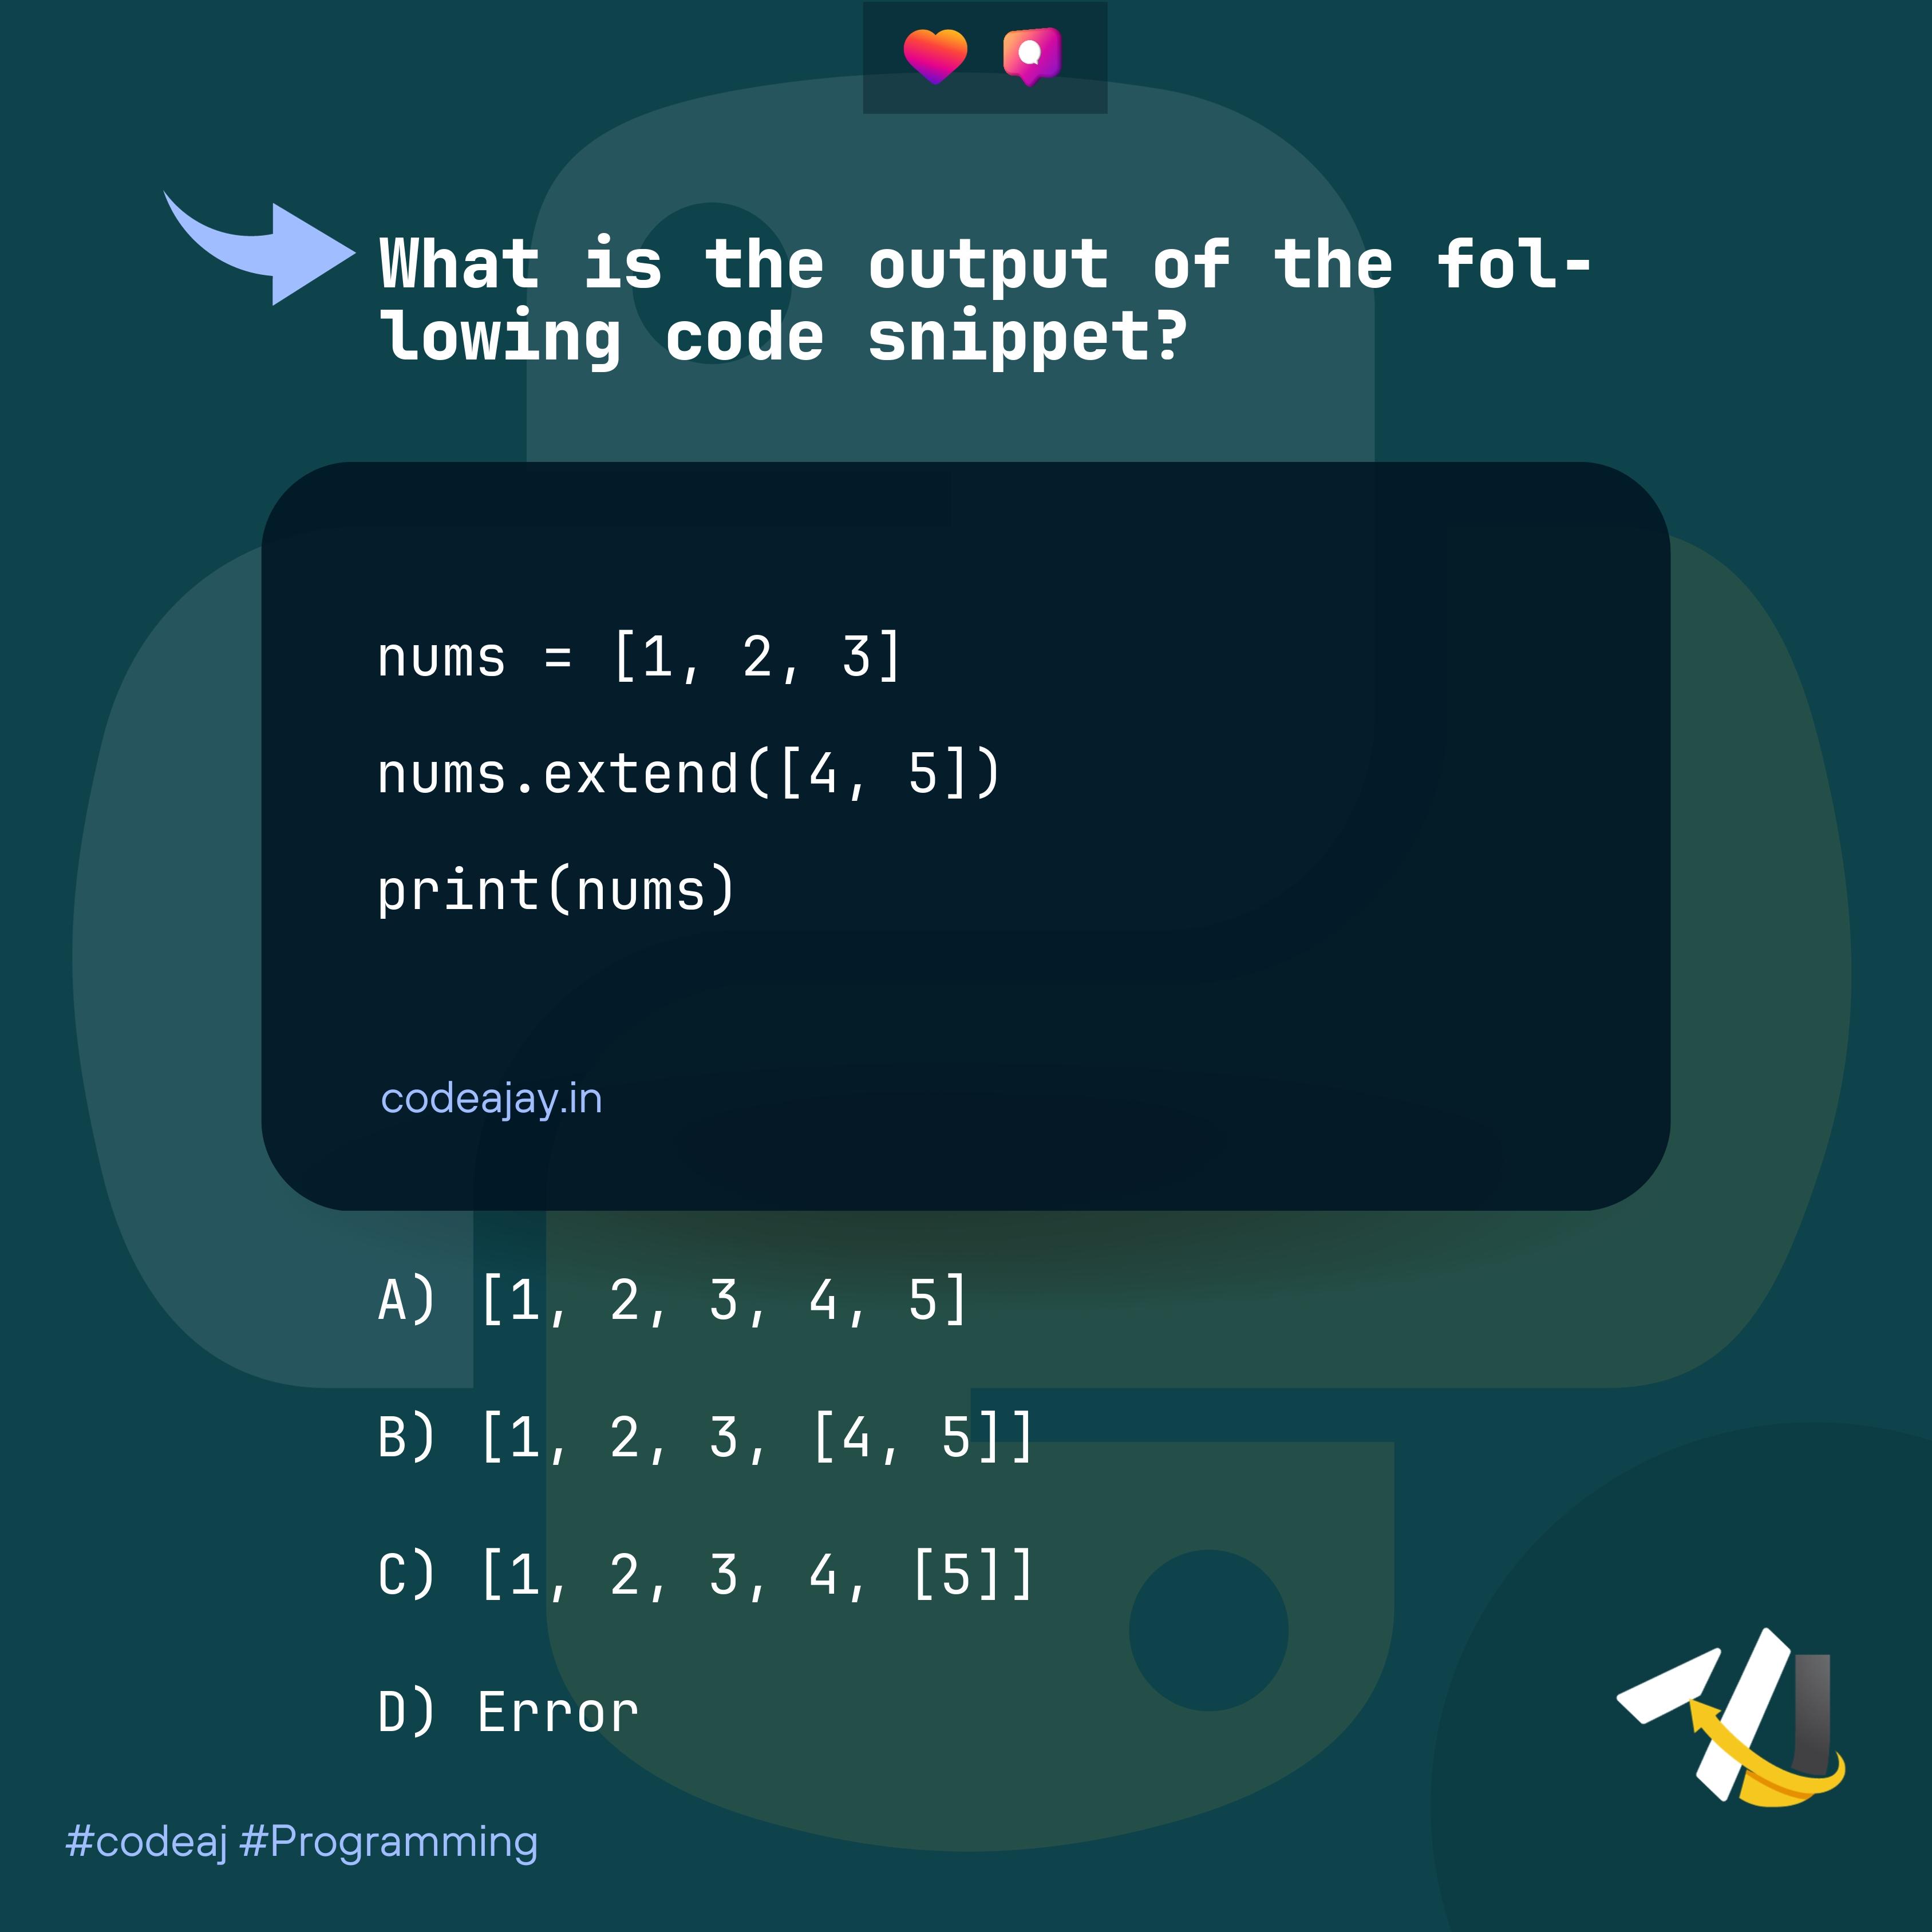 What is the output of the fol-
lowing code snippet?
nums = [1, 2, 3]
nums.extend([4, 5])
print(nums)
codeajay.in
A) [1, 2, 3, 4, 5]
B) [1, 2, 3, [4, 5]]
C) [1, 2, 3, 4, [5]]
D) Error
#codeaj #Programming